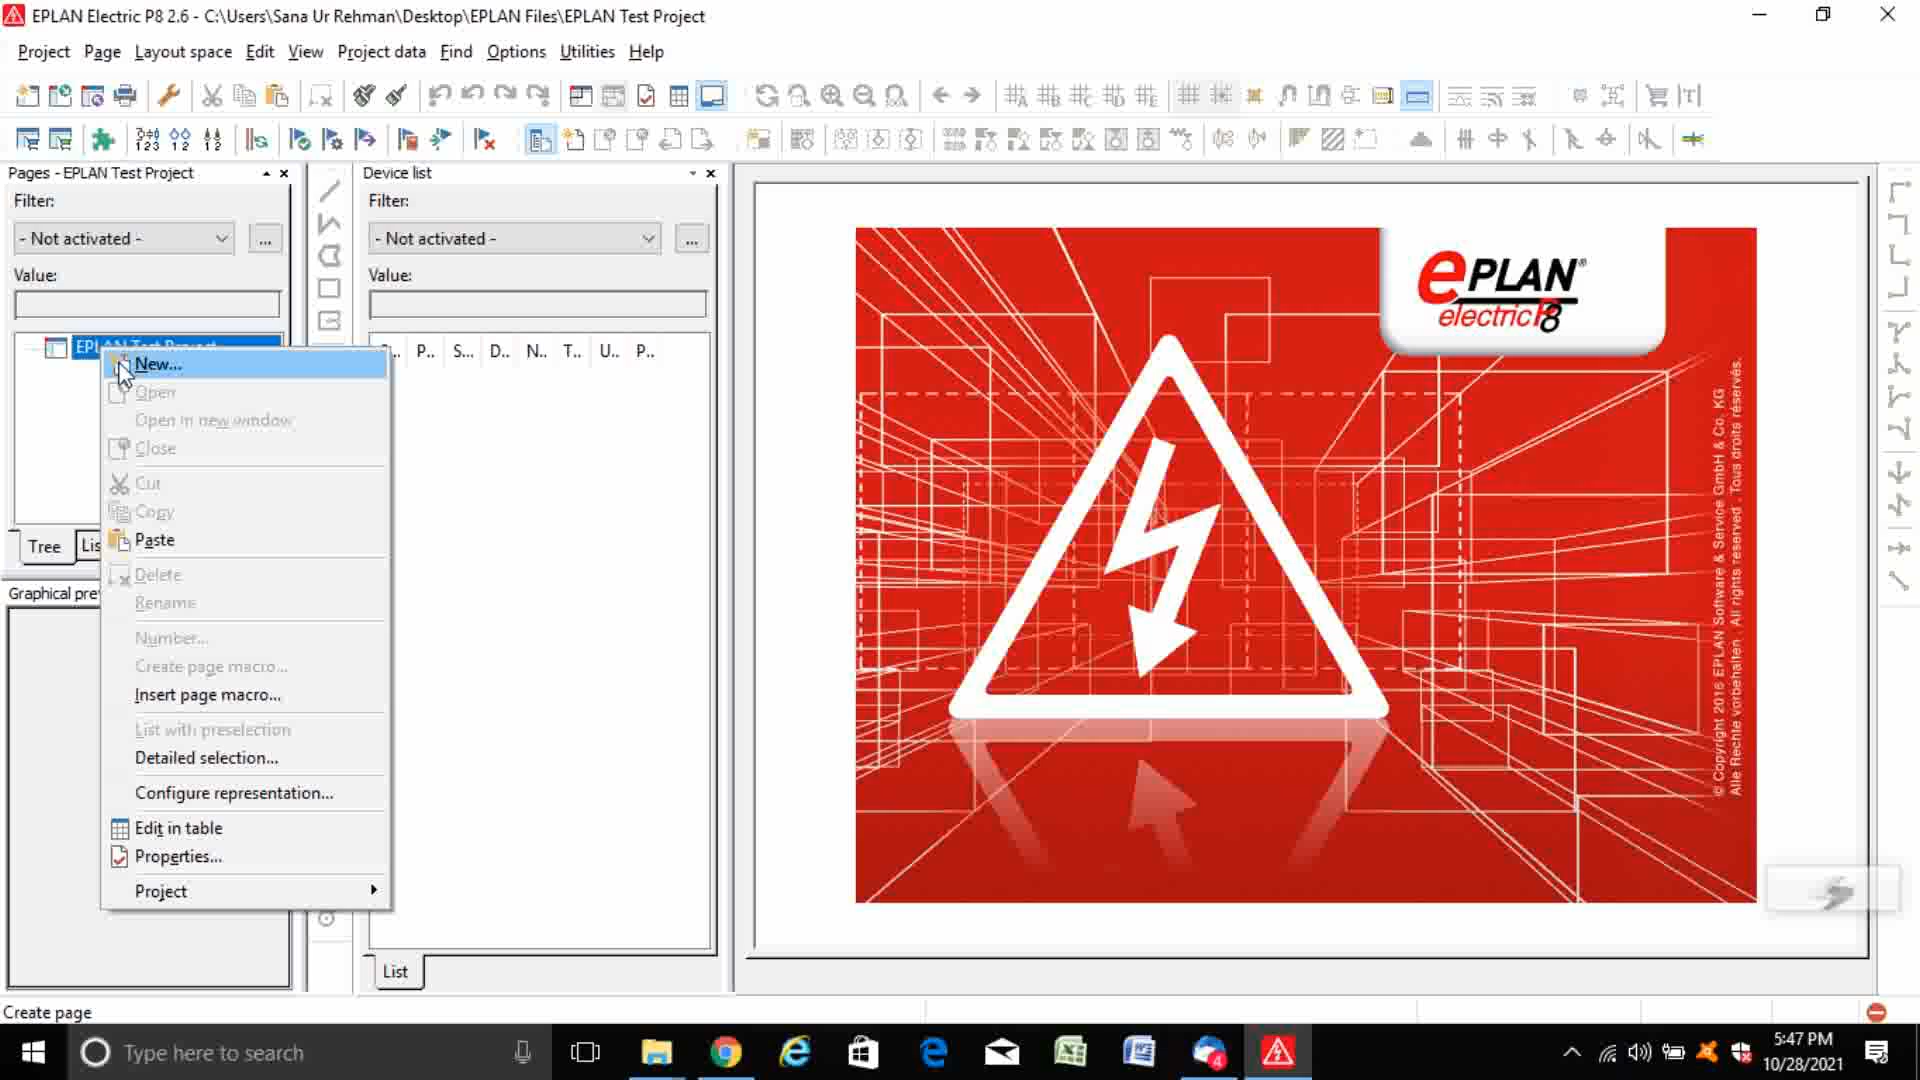 EPLAN Electric P8 2.6 - C:\Users\Sana Ur Rehman\Desktop\EPLAN Files\EPLAN Test Project
Project Page Layout space Edit View Project data Find Options Utilities Help
Pages - EPLAN Test Project
Filter:
- Not activated -
...
Value:
EPLAN Test Project
New...
Open
Open in new window
Close
Cut
Copy
Paste
Delete
Rename
Number...
Create page macro...
Insert page macro...
List with preselection
Detailed selection...
Configure representation...
Edit in table
Properties...
Project
Tree
Lis
Graphical pre
Device list
Filter:
- Not activated -
...
Value:
P.. S... D.. N.. T.. U.. P..
List
ePLAN®
electric P8
© Copyright 2016 EPLAN Software & Service GmbH & Co. KG
Alle Rechte vorbehalten . All rights reserved . Tous droits réservés.
Create page
Type here to search
4
5:47 PM
10/28/2021